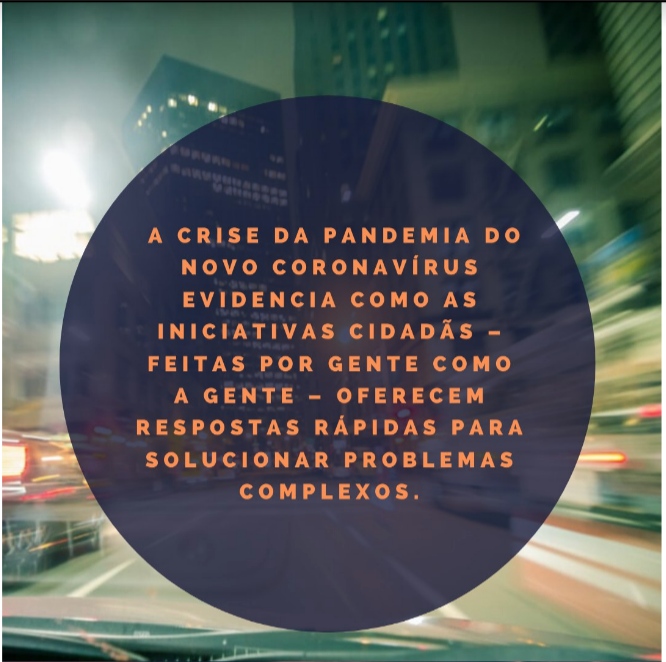 A CRISE DA PANDEMIA DO
NOVO CORONAVÍRUS
EVIDENCIA COMO AS
INICIATIVAS CIDADÃS –
FEITAS POR GENTE COMO
A GENTE – OFERECEM
RESPOSTAS RÁPIDAS PARA
SOLUCIONAR PROBLEMAS
COMPLEXOS.